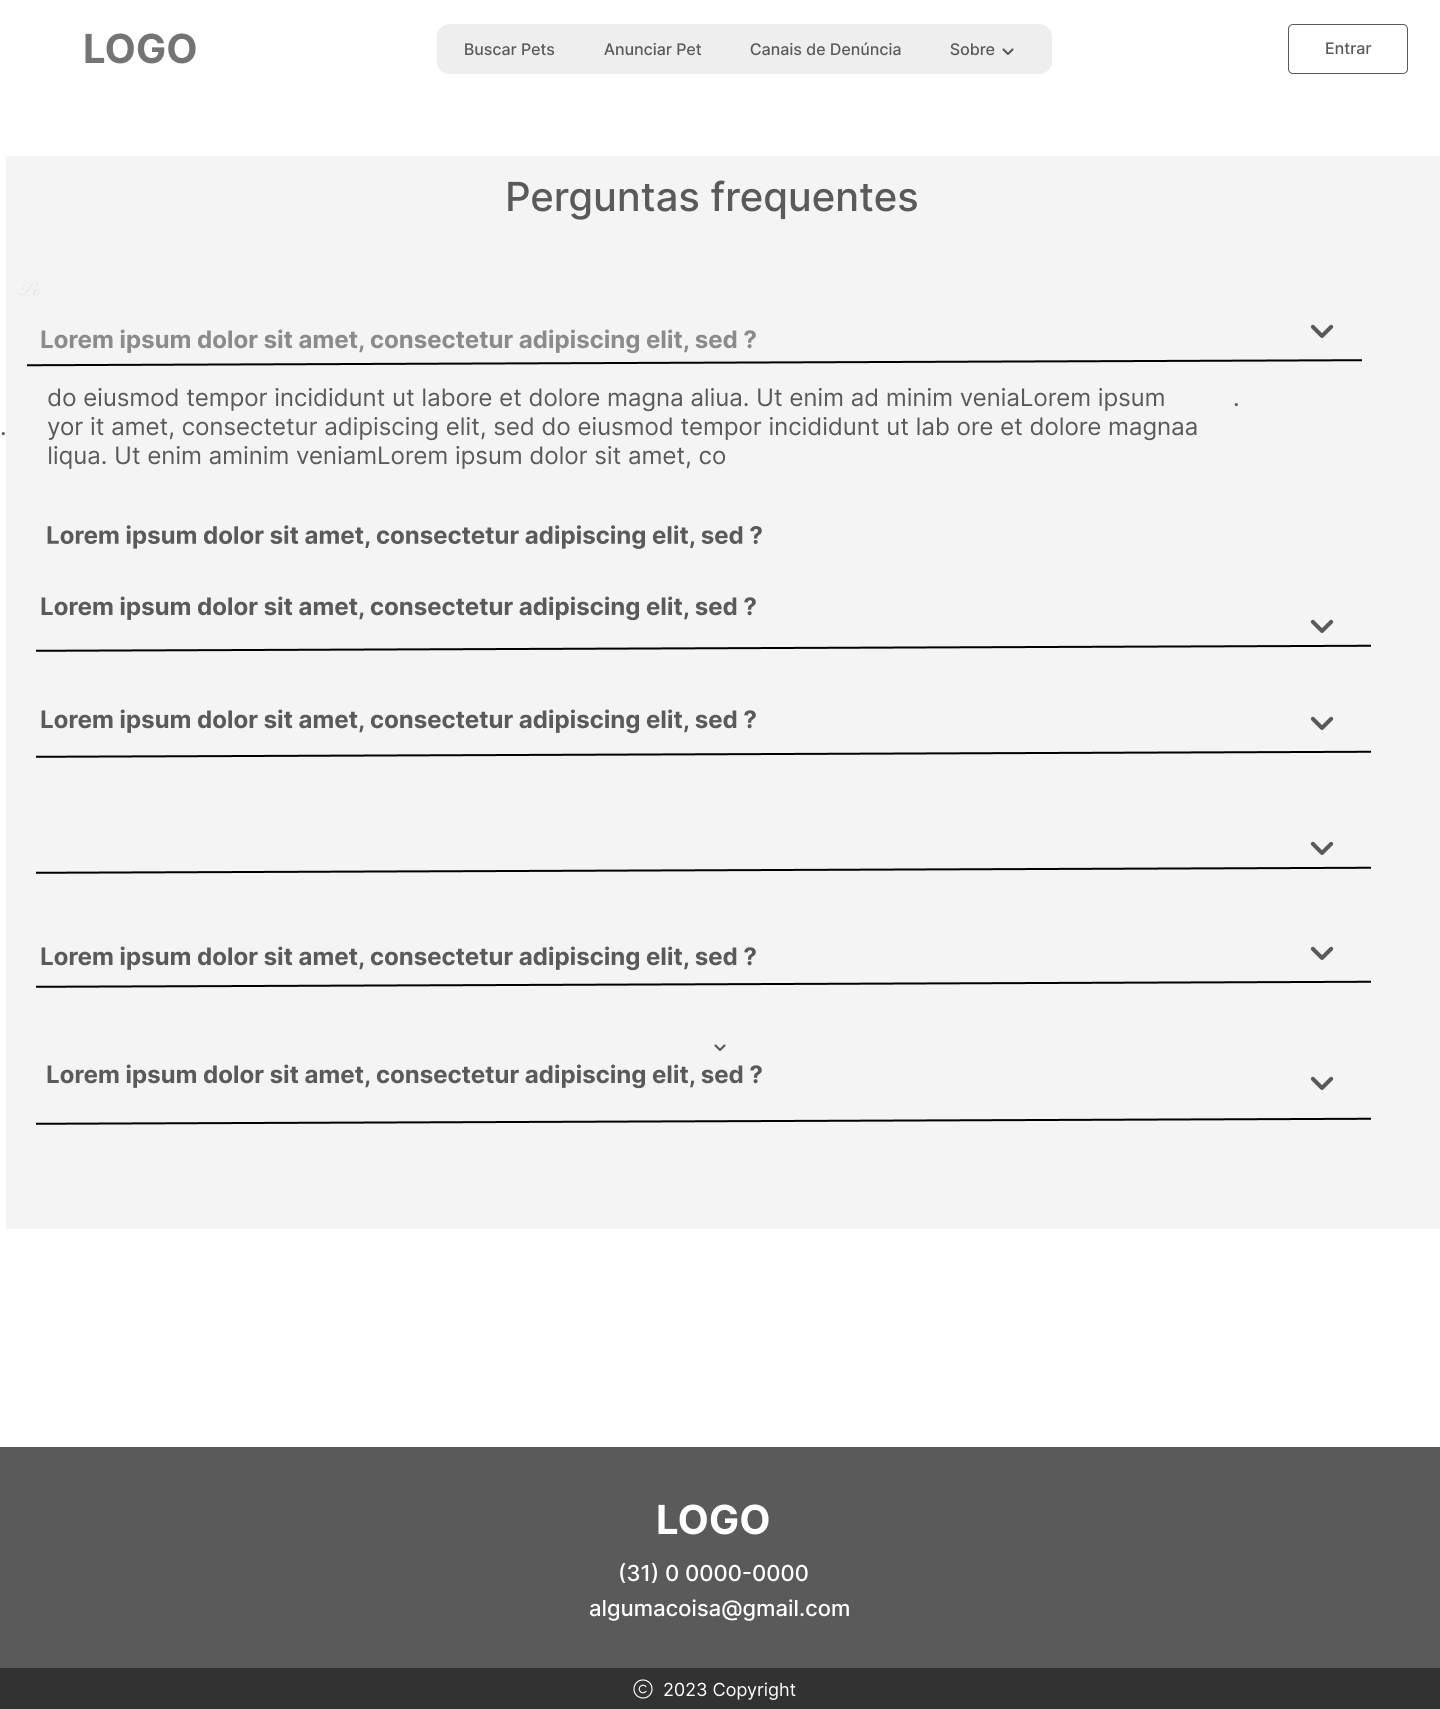 LOGO
Buscar Pets
Anunciar Pet
Canais de Denúncia
Sobre
Entrar
Perguntas frequentes
Lorem ipsum dolor sit amet, consectetur adipiscing elit, sed ?
do eiusmod tempor incididunt ut labore et dolore magna aliua. Ut enim ad minim veniaLorem ipsum .
. yor it amet, consectetur adipiscing elit, sed do eiusmod tempor incididunt ut lab ore et dolore magnaa
liqua. Ut enim aminim veniamLorem ipsum dolor sit amet, co
Lorem ipsum dolor sit amet, consectetur adipiscing elit, sed ?
Lorem ipsum dolor sit amet, consectetur adipiscing elit, sed ?
Lorem ipsum dolor sit amet, consectetur adipiscing elit, sed ?
Lorem ipsum dolor sit amet, consectetur adipiscing elit, sed ?
Lorem ipsum dolor sit amet, consectetur adipiscing elit, sed ?
LOGO
(31) 0 0000-0000
algumacoisa@gmail.com
© 2023 Copyright